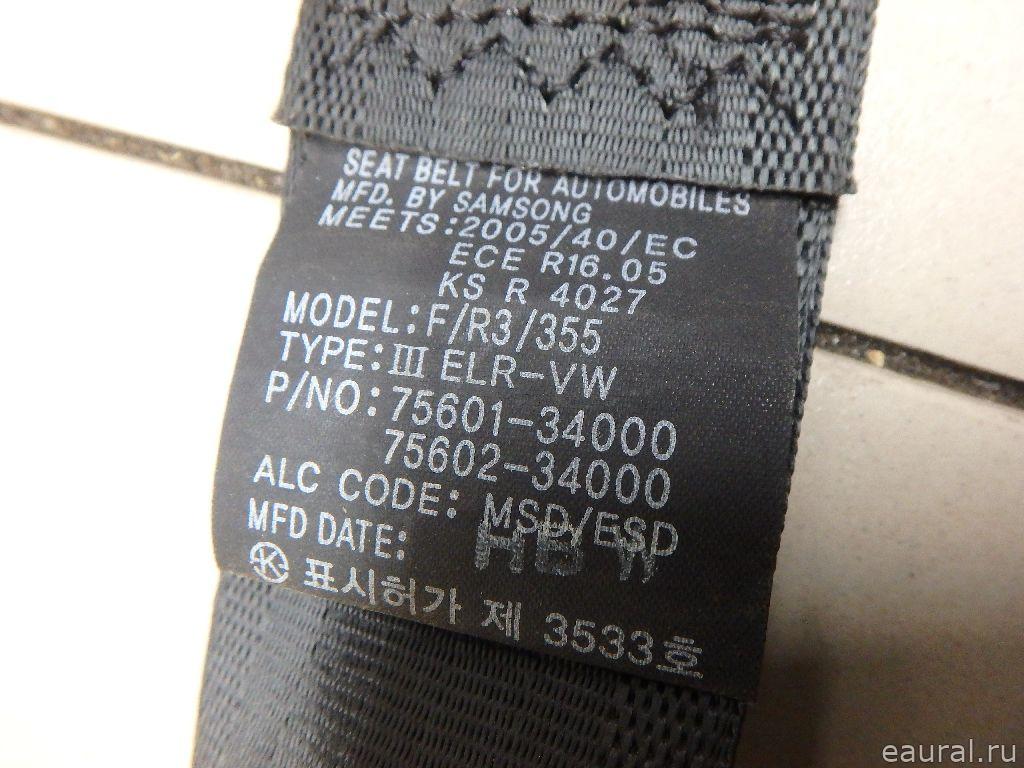 SEAT BELT FOR AUTOMOBILES
MFD. BY SAMSONG
MEETS:2005/40/EC
ECE R16.05
KS R 4027
MODEL:F/R3/355
TYPE:Ⅲ ELR-VW
P/NO:75601-34000
75602-34000
ALC CODE: MSD/ESD
MFD DATE:
표시허가 제 3533호
eaural.ru